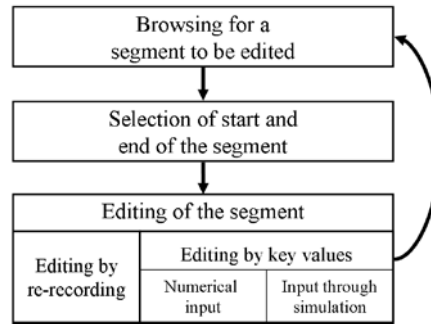 Browsing for a
segment to be edited
Selection of start and
end of the segment
Editing of the segment
Editing by
re-recording
Editing by key values
Numerical
input
Input through
simulation